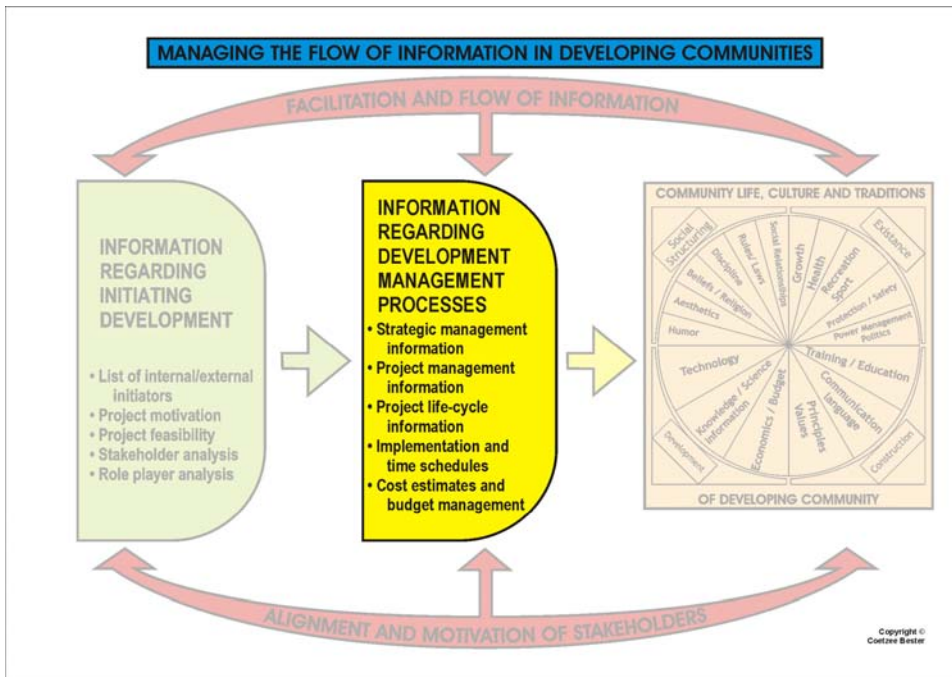 MANAGING THE FLOW OF INFORMATION IN DEVELOPING COMMUNITIES
FACILITATION AND FLOW OF INFORMATION
INFORMATION
REGARDING
INITIATING
DEVELOPMENT
• List of internal/external
initiators
• Project motivation
• Project feasibility
• Stakeholder analysis
• Role player analysis
INFORMATION
REGARDING
DEVELOPMENT
MANAGEMENT
PROCESSES
• Strategic management
information
• Project management
information
• Project life-cycle
information
• Implementation and
time schedules
• Cost estimates and
budget management
COMMUNITY LIFE, CULTURE AND TRADITIONS
Social
Structuring
Existance
Humor
Aesthetics
Beliefs / Religion
Discipline
Rules/ Laws
Social Relationships
Growth
Health
Recreation
Sport
Protection / Safety
Power Management
Politics
Training / Education
Communication
language
Principles
Values
Economics / Budget
Knowledge / Science
information
Technology
Development
Construction
OF DEVELOPING COMMUNITY
ALIGNMENT AND MOTIVATION OF STAKEHOLDERS
Copyright ©
Coetzee Bester